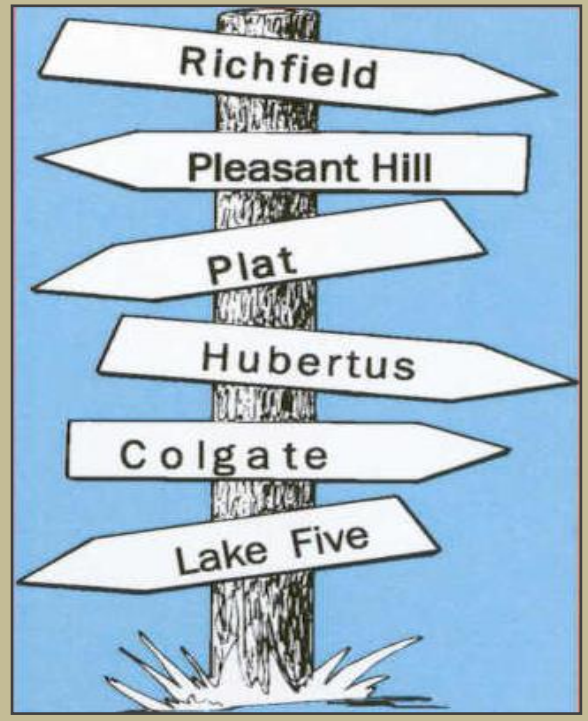 Richfield
Pleasant Hill
Plat
Hubertus
Colgate
Lake Five